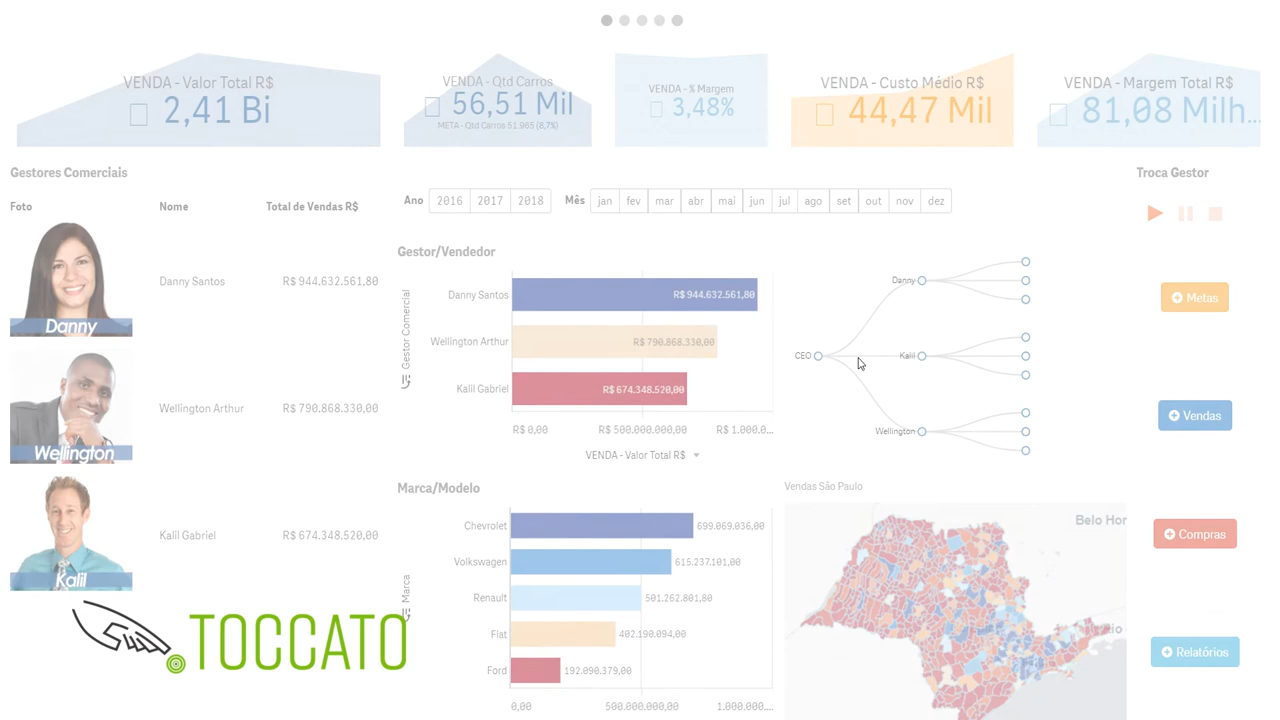 VENDA - Valor Total R$
2,41 Bi
VENDA - Qtd Carros
56,51 Mil
META - Qtd Carros 51.965 (8,7%)
VENDA - % Margem
3,48%
VENDA - Custo Médio R$
44,47 Mil
VENDA - Margem Total R$
81,08 Milh...
Gestores Comerciais
Foto Nome Total de Vendas R$
Danny
Danny Santos R$ 944.632.561,80
Wellington
Wellington Arthur R$ 790.868.330,00
Kalil
Kalil Gabriel R$ 674.348.520,00
TOCCATO
Ano 2016 2017 2018
Mês jan fev mar abr mai jun jul ago set out nov dez
Gestor/Vendedor
Gestor Comercial
Danny Santos R$ 944.632.561,80
Wellington Arthur R$ 790.868.330,00
Kalil Gabriel R$ 674.348.520,00
R$ 0,00 R$ 500.000.000,00 R$ 1.000.0...
VENDA - Valor Total R$
CEO
Danny
Kalil
Wellington
Marca/Modelo
Marca
Chevrolet 699.069.036,00
Volkswagen 615.237.101,00
Renault 501.262.801,80
Fiat 402.190.094,00
Ford 192.090.379,00
0,00 500.000.000,00 1.000.000....
Vendas São Paulo
Belo Hor
Troca Gestor
Metas
Vendas
Compras
Relatórios